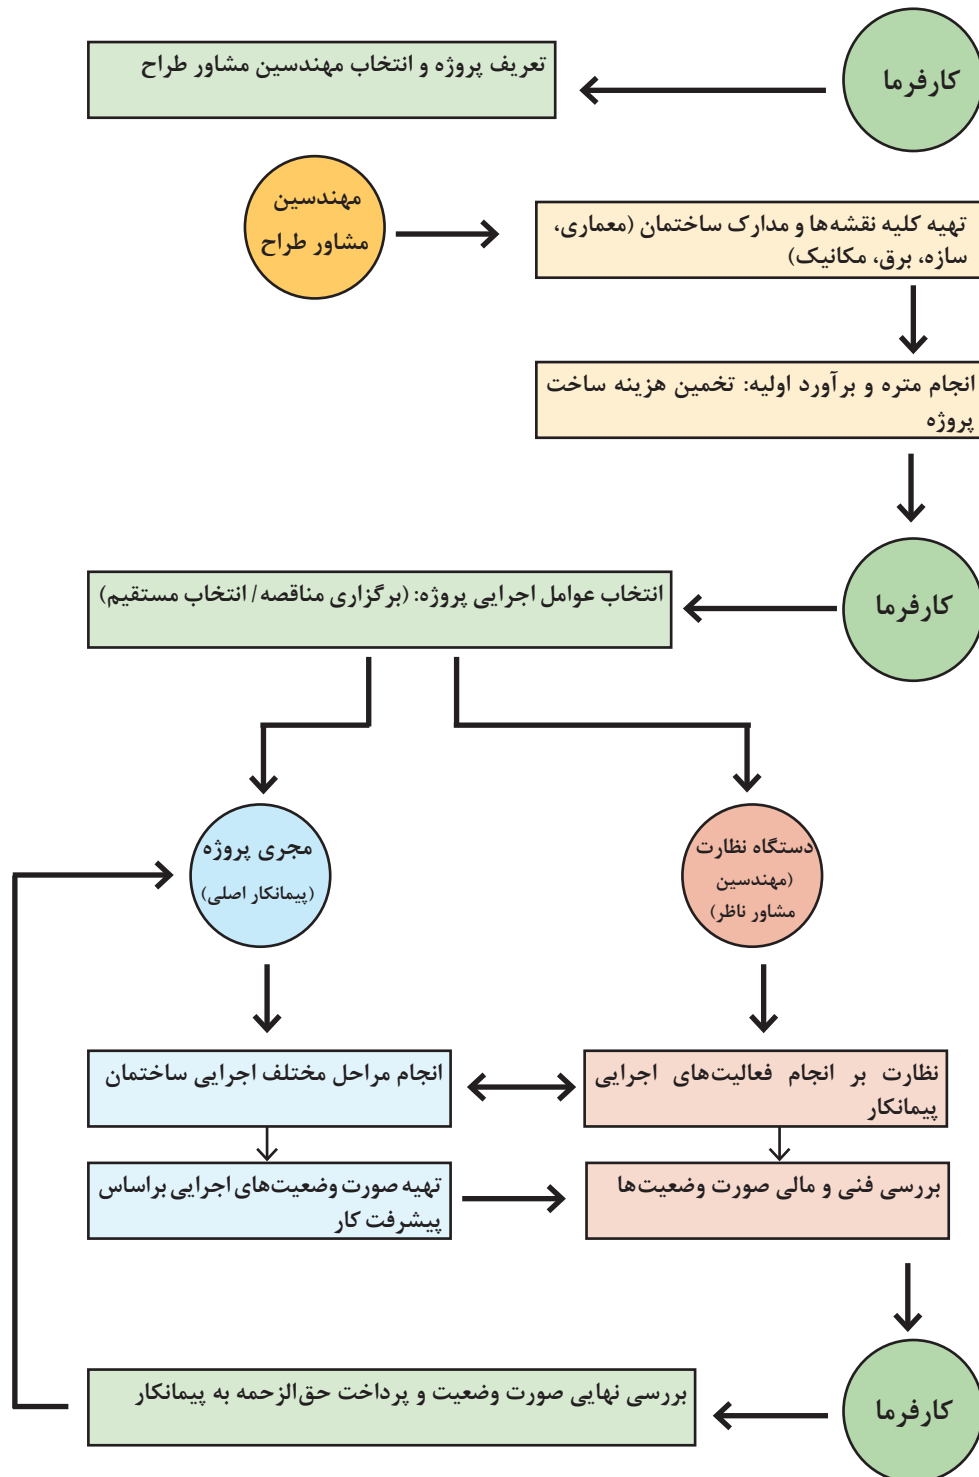 کارفرما
تعریف پروژه و انتخاب مهندسین مشاور طراح
مهندسین
مشاور طراح
تهیه کلیه نقشه‌ها و مدارک ساختمان (معماری،
سازه، برق، مکانیک)
انجام متره و برآورد اولیه: تخمین هزینه ساخت
پروژه
کارفرما
انتخاب عوامل اجرایی پروژه: (برگزاری مناقصه / انتخاب مستقیم)
دستگاه نظارت
(مهندسین
مشاور ناظر)
مجری پروژه
(پیمانکار اصلی)
نظارت بر انجام فعالیت‌های اجرایی
پیمانکار
انجام مراحل مختلف اجرایی ساختمان
بررسی فنی و مالی صورت وضعیت‌ها
تهیه صورت وضعیت‌های اجرایی براساس
پیشرفت کار
کارفرما
بررسی نهایی صورت وضعیت و پرداخت حق‌الزحمه به پیمانکار